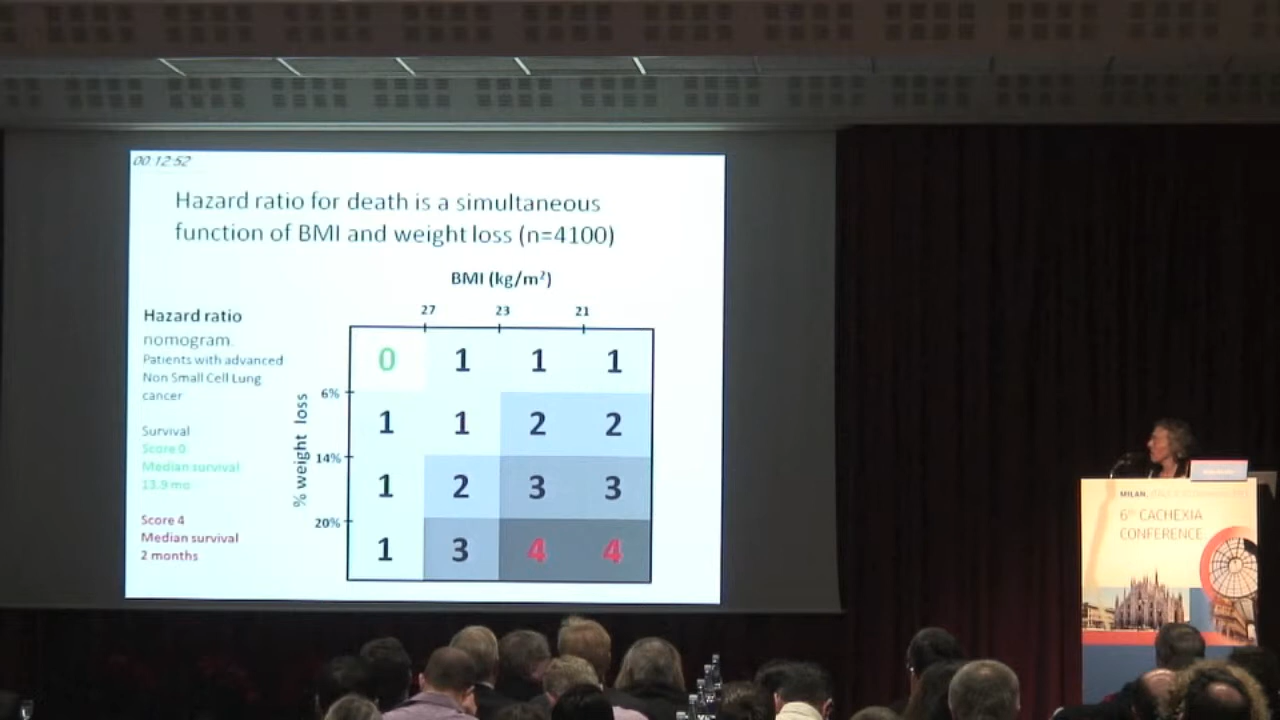 00:12:52
Hazard ratio for death is a simultaneous
function of BMI and weight loss (n=4100)
BMI (kg/m²)
27 23 21
Hazard ratio
nomogram.
Patients with advanced
Non Small Cell Lung
cancer
Survival
Score 0
Median survival
13.9 mo
Score 4
Median survival
2 months
% weight loss
0 1 1 1
6%
1 1 2 2
14%
1 2 3 3
20%
1 3 4 4
MILAN,
6th CACHEXIA
CONFERENCE